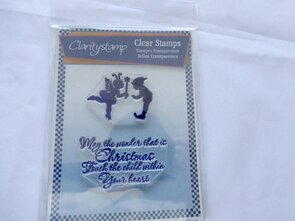 Claritystamp
Clear Stamps
Tampons Transparents
Sellos Transparentes
May the wonder that is
Christmas
Touch the child within
Your heart